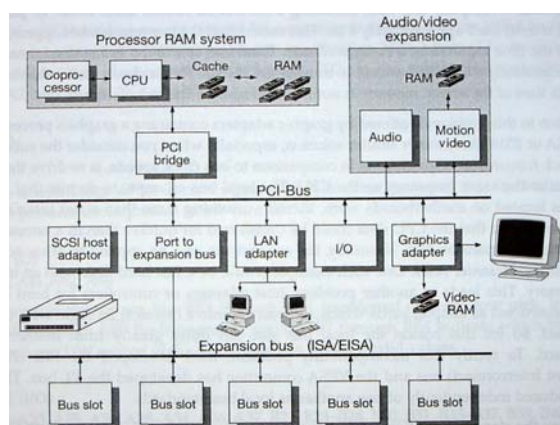 Processor RAM system
Audio/video
expansion
Copro-
cessor
CPU
Cache
RAM
RAM
PCI
bridge
Audio
Motion
video
PCI-Bus
SCSI host
adaptor
Port to
expansion bus
LAN
adapter
I/O
Graphics
adapter
Video-
RAM
Expansion bus (ISA/EISA)
Bus slot
Bus slot
Bus slot
Bus slot
Bus slot